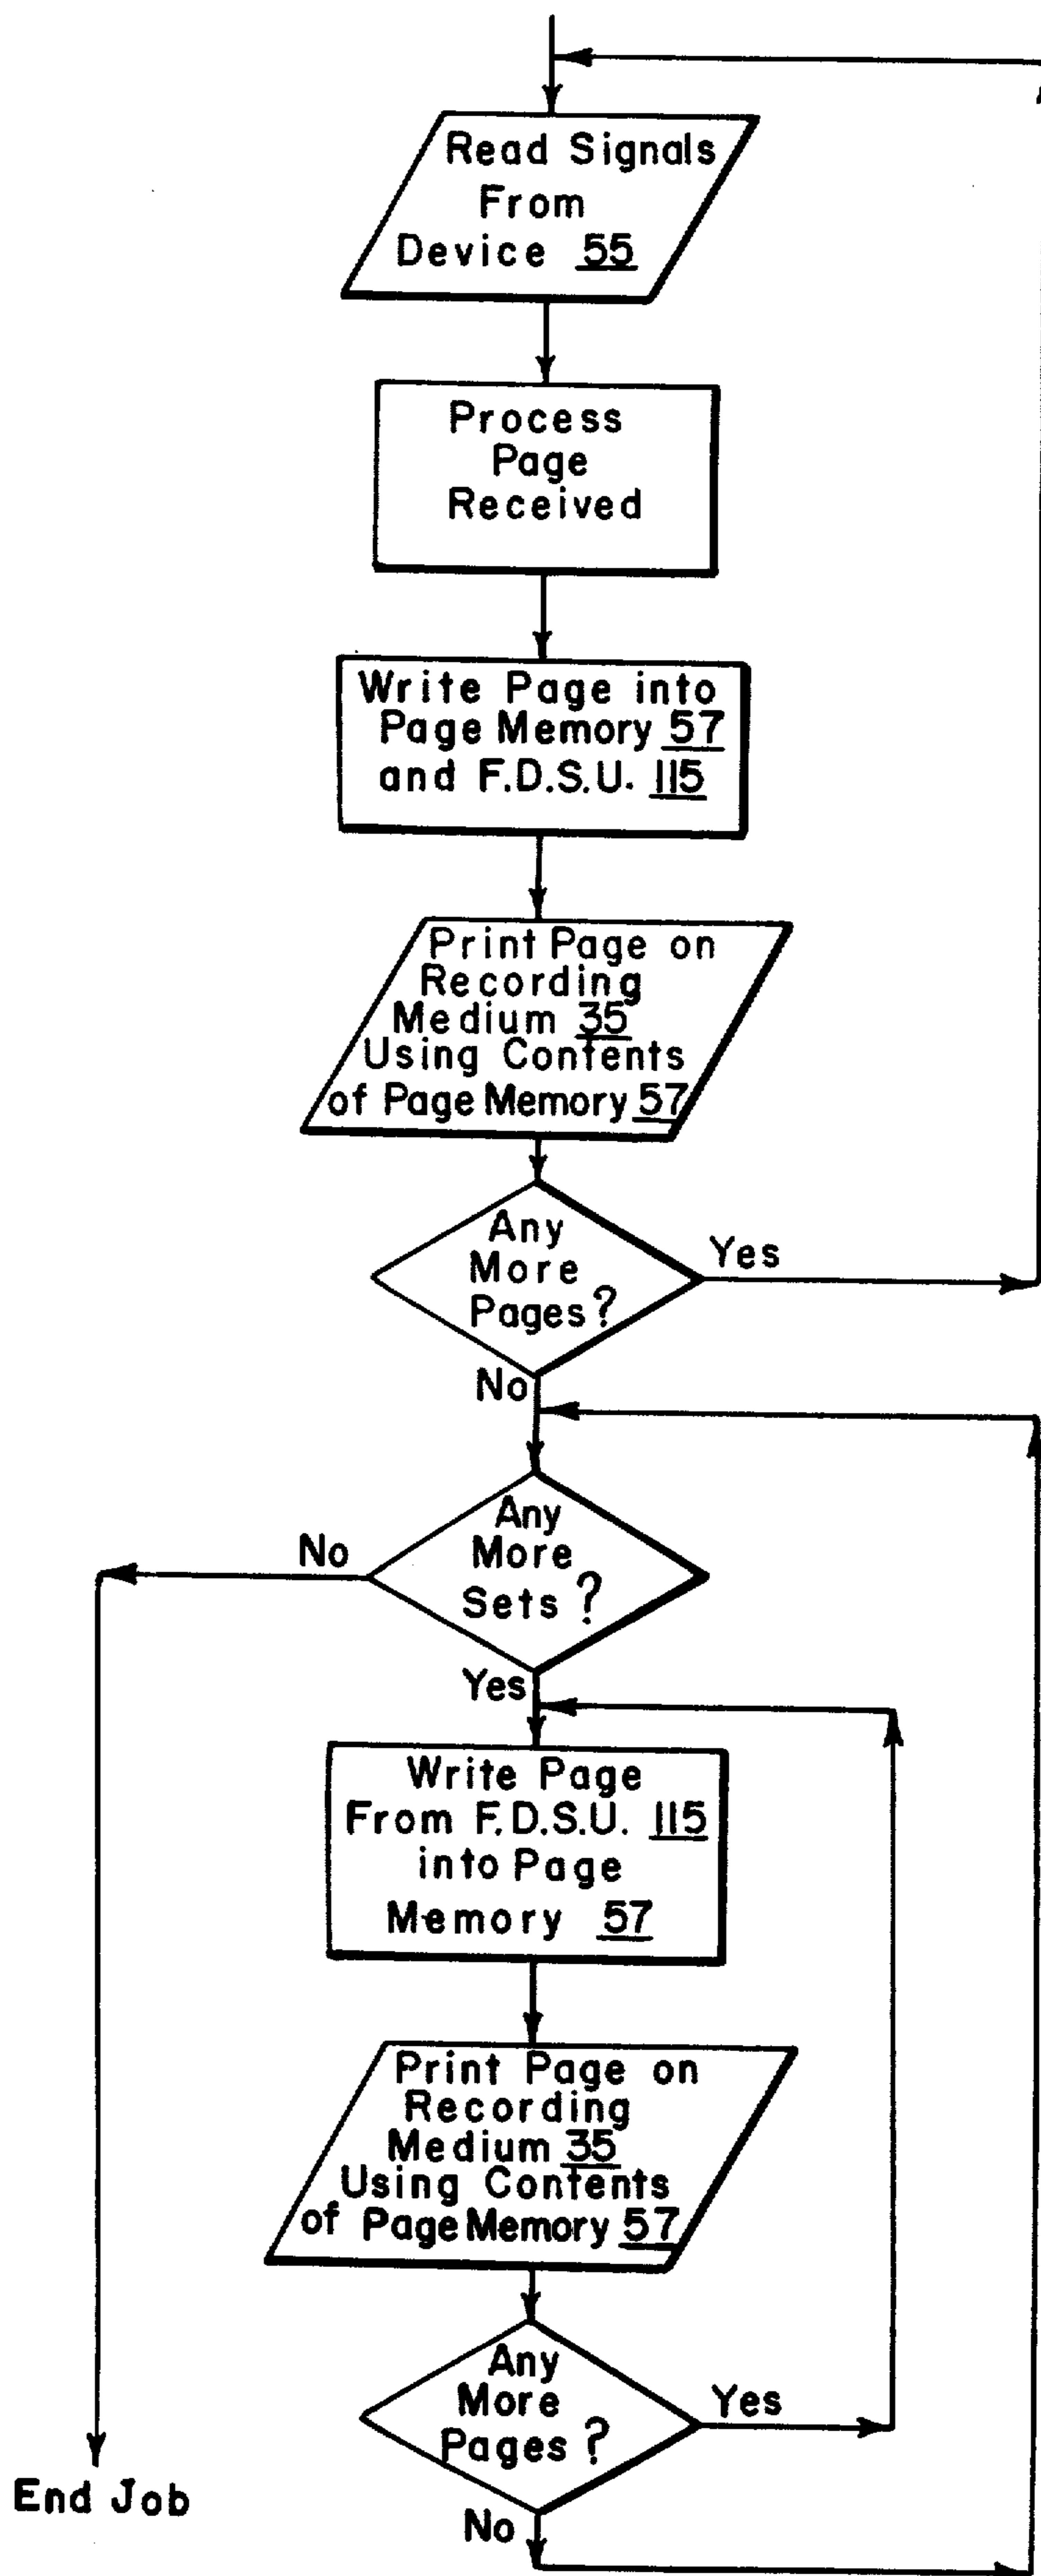 Read Signals
From
Device 55
Process
Page
Received
Write Page into
Page Memory 57
and F.D.S.U. 115
Print Page on
Recording
Medium 35
Using Contents
of Page Memory 57
Any
More
Pages?
Yes
No
Any
More
Sets?
No
Yes
Write Page
From F.D.S.U. 115
into Page
Memory 57
Print Page on
Recording
Medium 35
Using Contents
of Page Memory 57
Any
More
Pages?
Yes
No
End Job